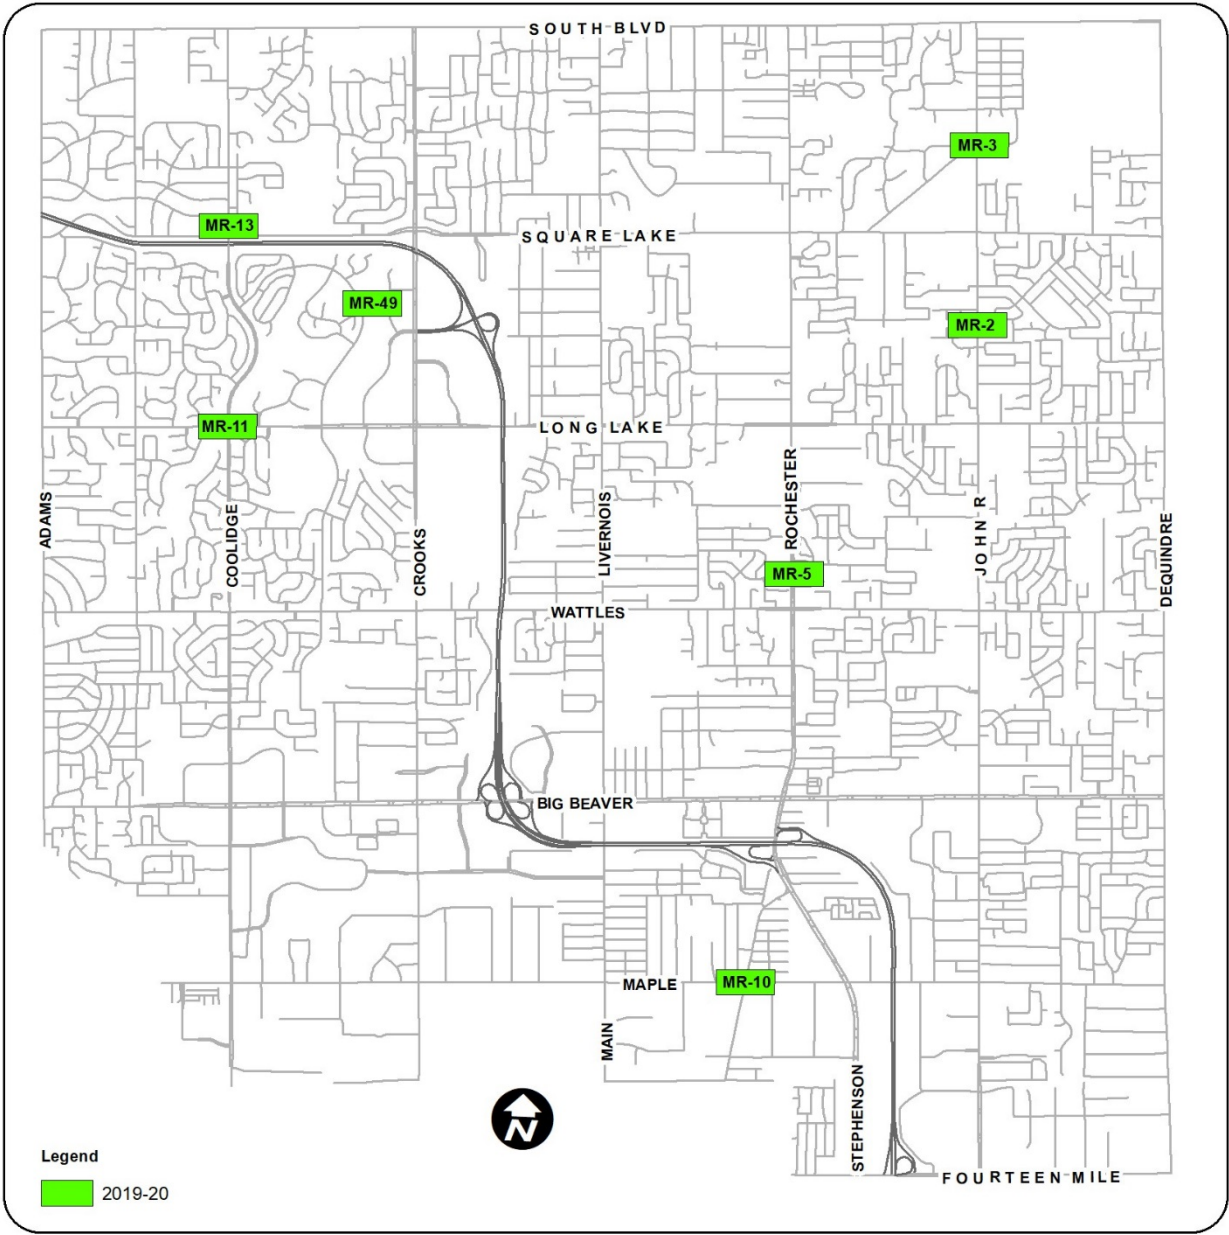 SOUTH BLVD
MR-3
MR-13
SQUARE LAKE
MR-49
MR-2
MR-11
LONG LAKE
ADAMS
COOLIDGE
CROOKS
LIVERNOIS
ROCHESTER
JOHN R
DEQUINDRE
MR-5
WATTLES
BIG BEAVER
MAPLE
MR-10
MAIN
STEPHENSON
N
FOURTEEN MILE
Legend
2019-20